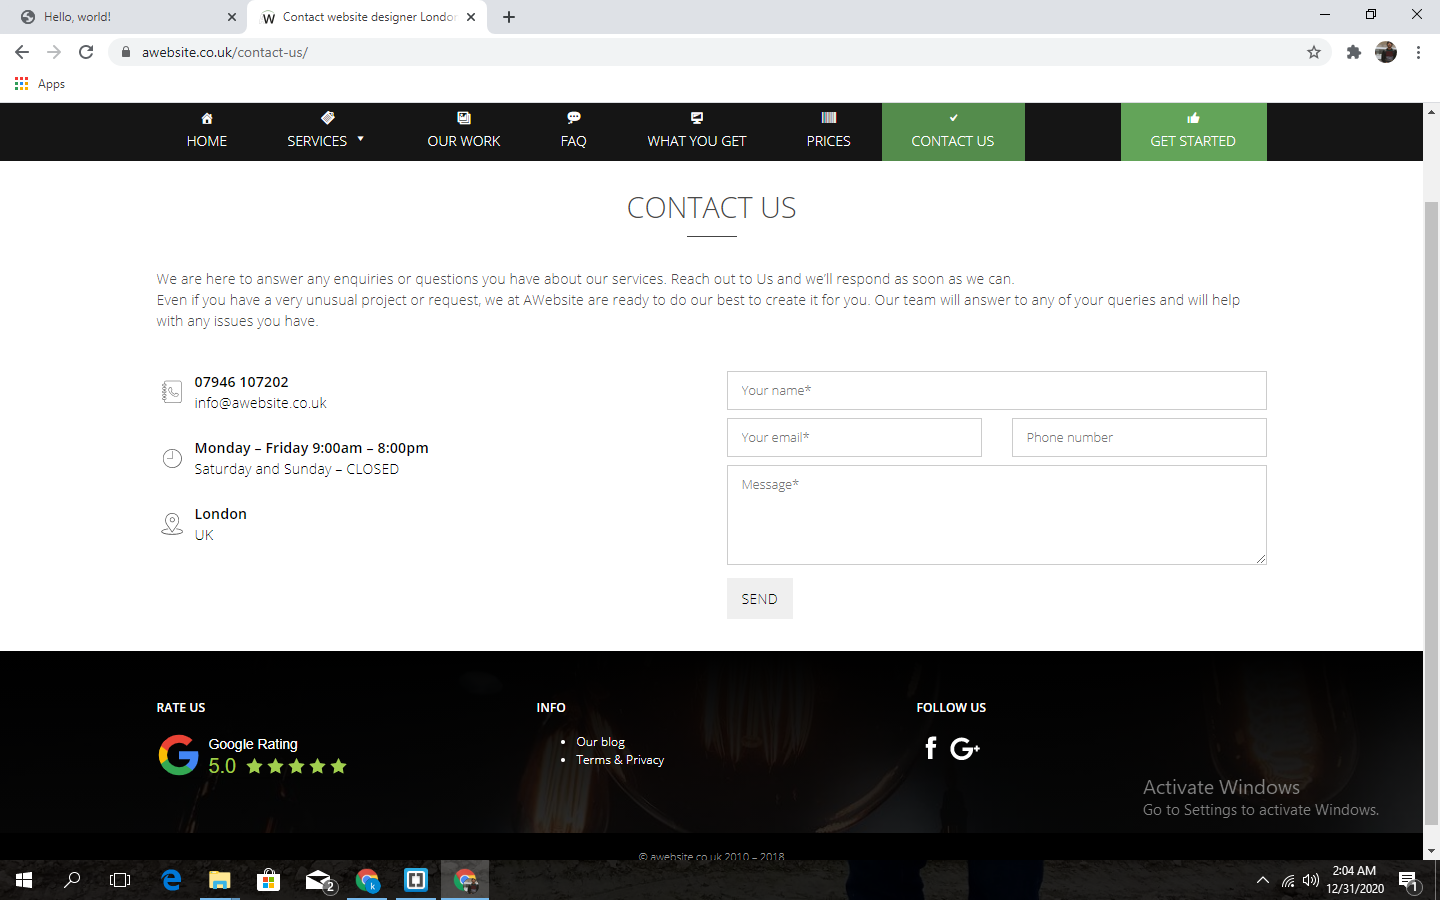 Hello, world!
Contact website designer London
awebsite.co.uk/contact-us/
Apps
HOME
SERVICES
OUR WORK
FAQ
WHAT YOU GET
PRICES
CONTACT US
GET STARTED
CONTACT US
We are here to answer any enquiries or questions you have about our services. Reach out to Us and we'll respond as soon as we can.
Even if you have a very unusual project or request, we at AWebsite are ready to do our best to create it for you. Our team will answer to any of your queries and will help
with any issues you have.
07946 107202
info@awebsite.co.uk
Monday – Friday 9:00am – 8:00pm
Saturday and Sunday – CLOSED
London
UK
Your name*
Your email*
Phone number
Message*
SEND
RATE US
Google Rating
5.0
INFO
Our blog
Terms & Privacy
FOLLOW US
Activate Windows
Go to Settings to activate Windows.
© awebsite.co.uk 2010 – 2018
2:04 AM
12/31/2020